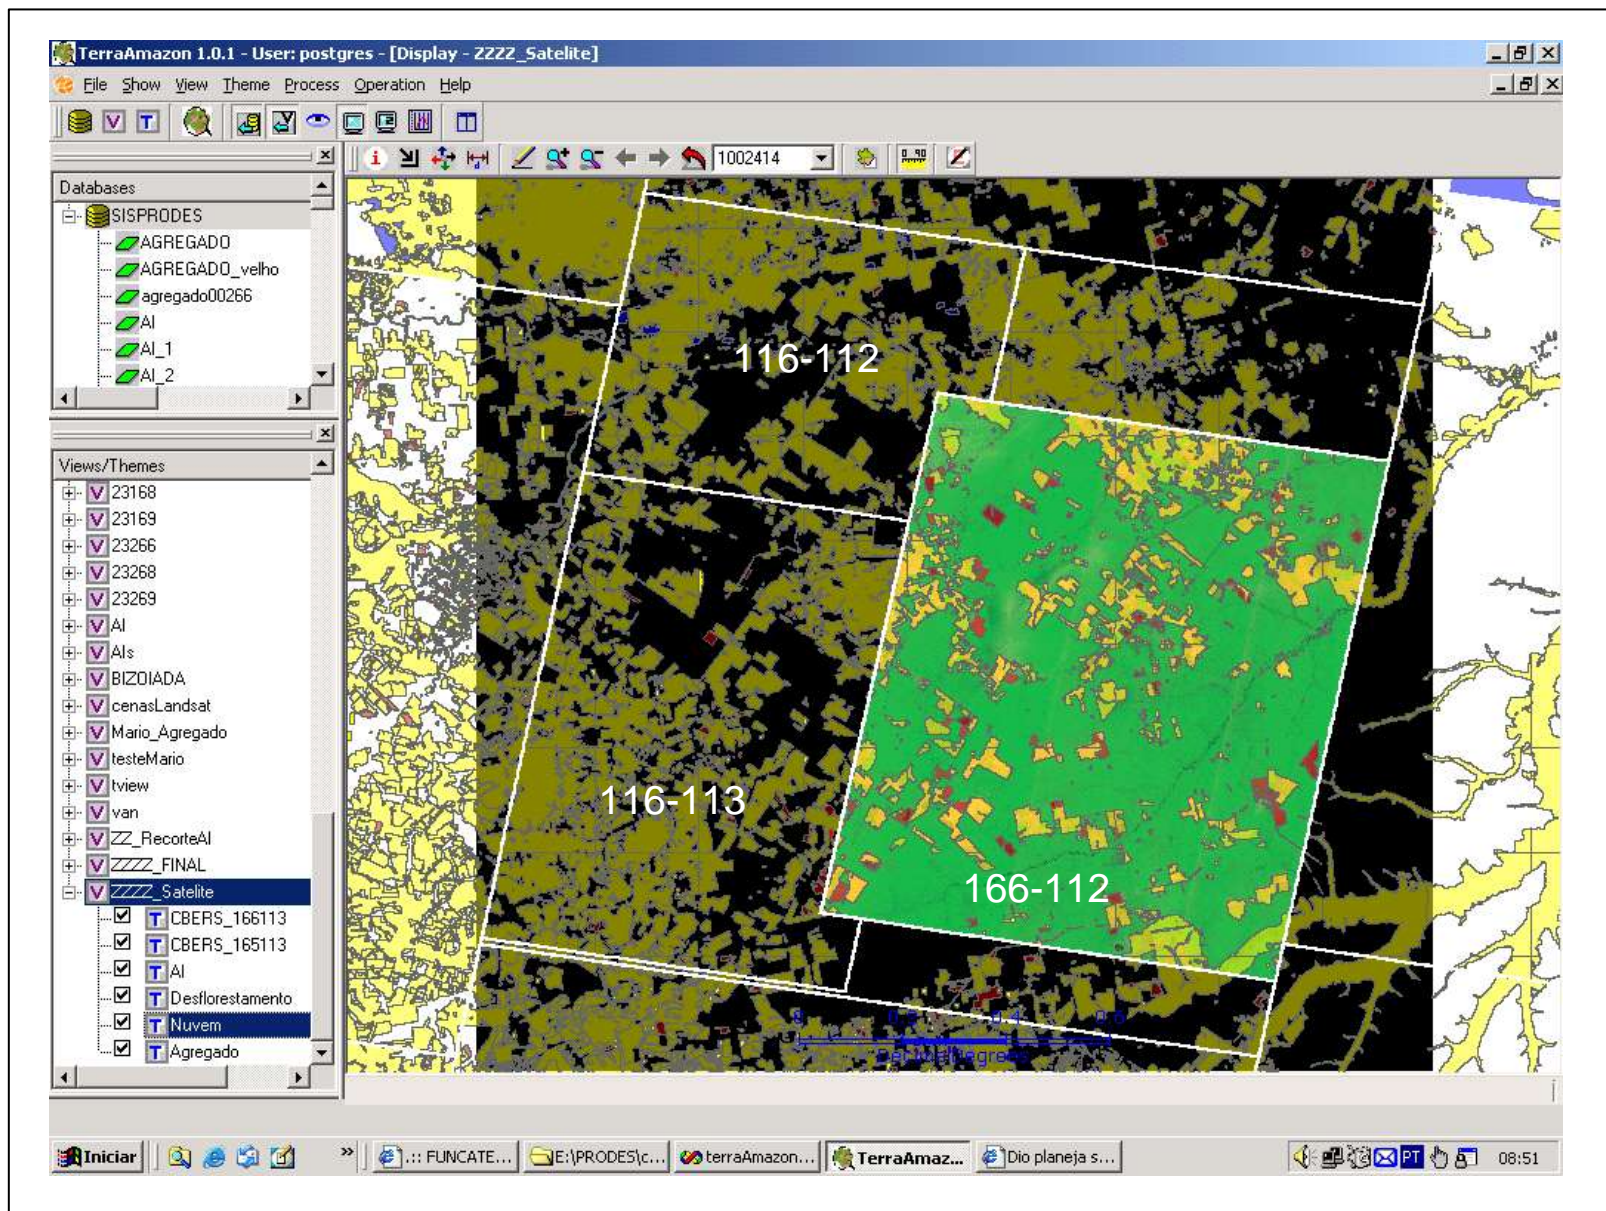 TerraAmazon 1.0.1 - User: postgres - [Display - ZZZZ_Satelite]
File Show View Theme Process Operation Help
V T
1002414
0 90
Databases
SISPRODES
AGREGADO
AGREGADO_velho
agregado00266
AI
AI_1
AI_2
Views/Themes
V 23168
V 23169
V 23266
V 23268
V 23269
V AI
V AIs
V BIZOIADA
V cenasLandsat
V Mario_Agregado
V testeMario
V tview
V van
V ZZ_RecorteAI
V ZZZZ_FINAL
V ZZZZ_Satelite
T CBERS_166113
T CBERS_165113
T AI
T Desflorestamento
T Nuvem
T Agregado
116-112
116-113
166-112
Iniciar » .:: FUNCATE... E:\PRODES\c... terraAmazon... TerraAmaz... Dio planeja s... PT 08:51